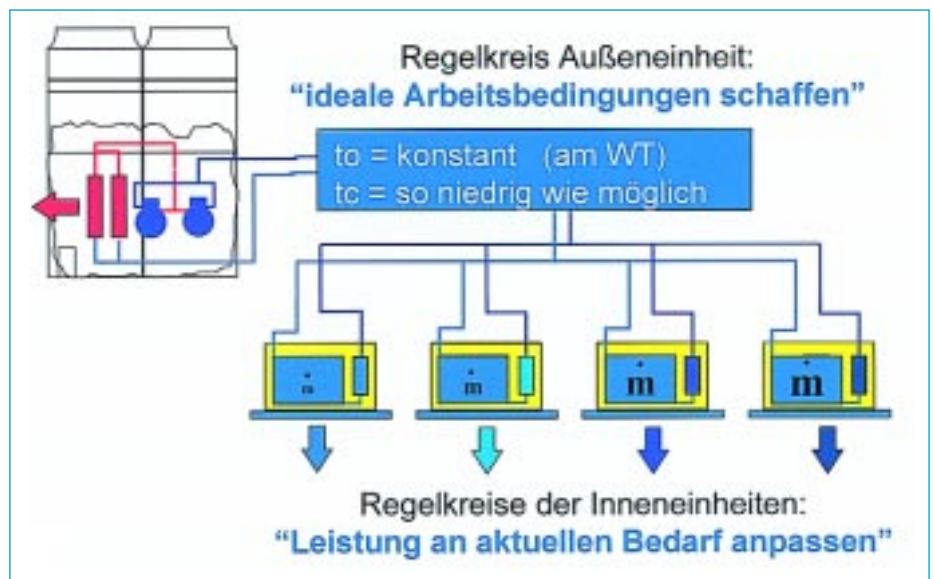 Regelkreis Außeneinheit:
“ideale Arbeitsbedingungen schaffen”
to = konstant (am WT)
tc = so niedrig wie möglich
ṁ ṁ ṁ ṁ
Regelkreise der Inneneinheiten:
“Leistung an aktuellen Bedarf anpassen”